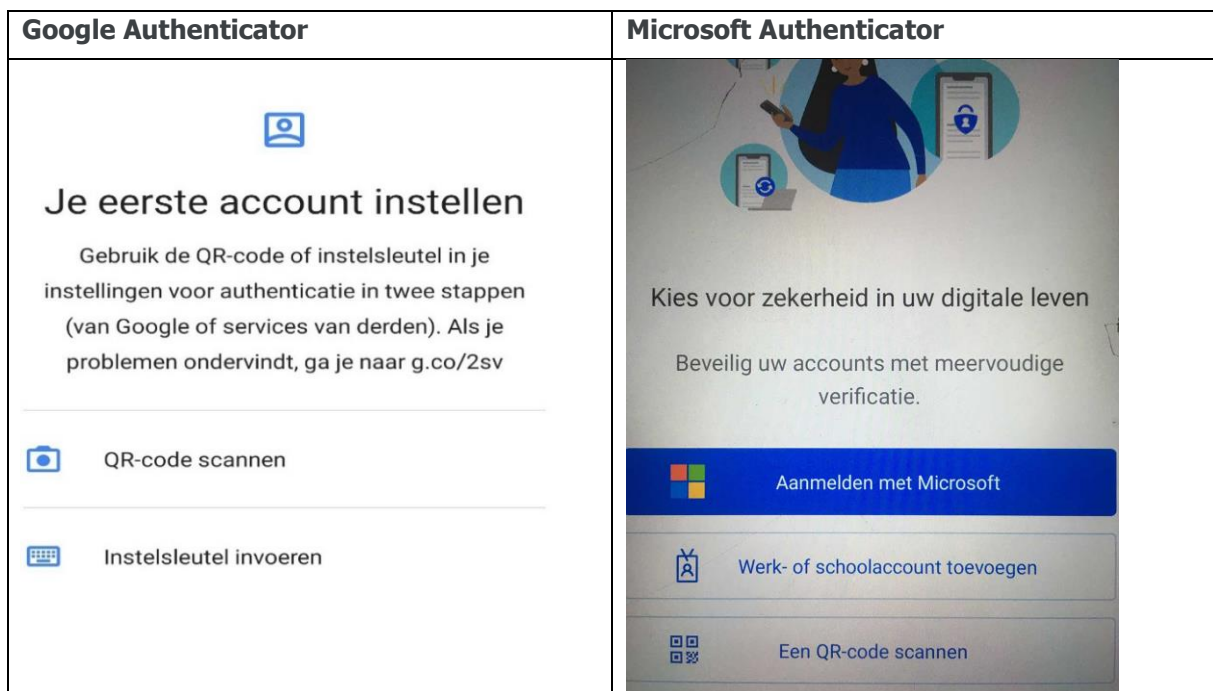 Google Authenticator
Microsoft Authenticator
Je eerste account instellen
Gebruik de QR-code of instelsleutel in je
instellingen voor authenticatie in twee stappen
(van Google of services van derden). Als je
problemen ondervindt, ga je naar g.co/2sv
QR-code scannen
Instelsleutel invoeren
Kies voor zekerheid in uw digitale leven
Beveilig uw accounts met meervoudige
verificatie.
Aanmelden met Microsoft
Werk- of schoolaccount toevoegen
Een QR-code scannen